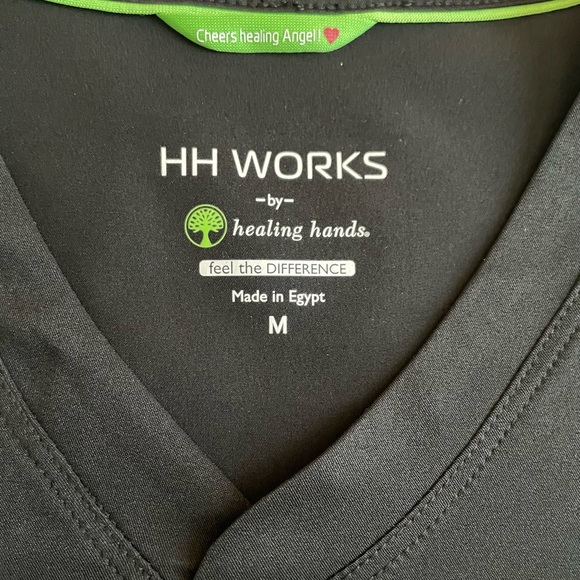 Cheers healing Angel!
HH WORKS
-by-
healing hands®
feel the DIFFERENCE
Made in Egypt
M